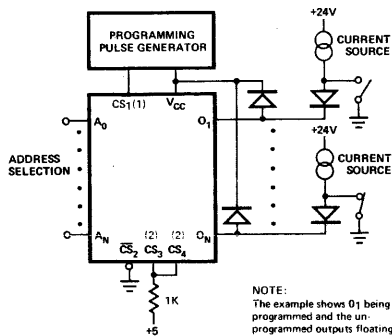 PROGRAMMING
PULSE GENERATOR
+24V
CURRENT
SOURCE
CS1(1)
VCC
A0
O1
+24V
ADDRESS
SELECTION
CURRENT
SOURCE
AN
(2) (2)
CS2 CS3 CS4
ON
1K
+5
NOTE:
The example shows O1 being
programmed and the un-
programmed outputs floating